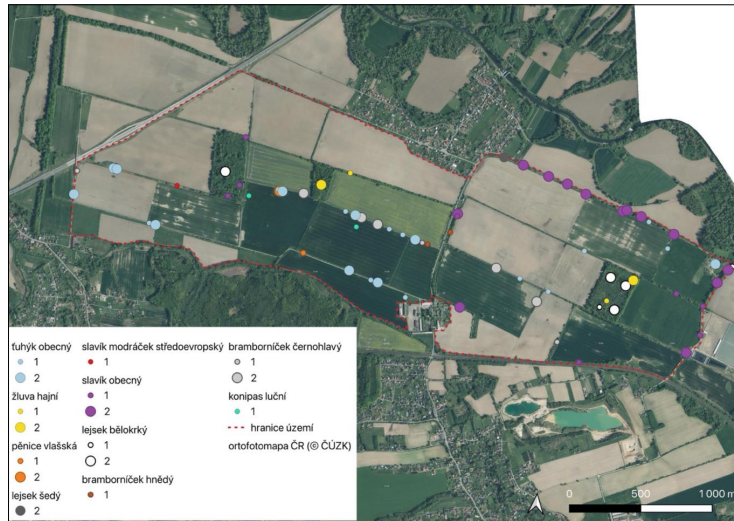 ťuhýk obecný
1
2
žluva hajní
1
2
pěnice vlašská
1
2
lejsek šedý
2
slavík modráček středoevropský
1
slavík obecný
1
2
lejsek bělokrký
1
2
bramborníček hnědý
1
bramborníček černohlavý
1
2
konipas luční
1
hranice území
ortofotomapa ČR (© ČÚZK)
0 500 1 000 m